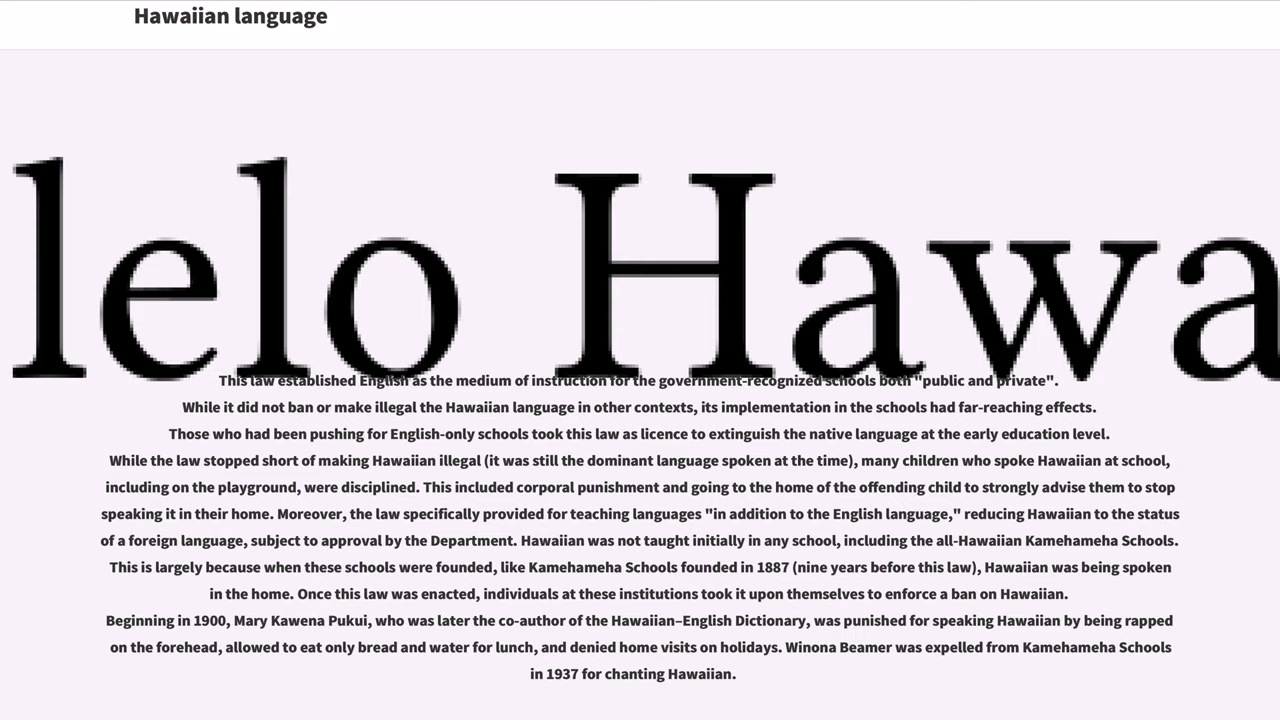 Hawaiian language
lelo Hawa
This law established English as the medium of instruction for the government-recognized schools both "public and private".
While it did not ban or make illegal the Hawaiian language in other contexts, its implementation in the schools had far-reaching effects.
Those who had been pushing for English-only schools took this law as licence to extinguish the native language at the early education level.
While the law stopped short of making Hawaiian illegal (it was still the dominant language spoken at the time), many children who spoke Hawaiian at school,
including on the playground, were disciplined. This included corporal punishment and going to the home of the offending child to strongly advise them to stop
speaking it in their home. Moreover, the law specifically provided for teaching languages "in addition to the English language," reducing Hawaiian to the status
of a foreign language, subject to approval by the Department. Hawaiian was not taught initially in any school, including the all-Hawaiian Kamehameha Schools.
This is largely because when these schools were founded, like Kamehameha Schools founded in 1887 (nine years before this law), Hawaiian was being spoken
in the home. Once this law was enacted, individuals at these institutions took it upon themselves to enforce a ban on Hawaiian.
Beginning in 1900, Mary Kawena Pukui, who was later the co-author of the Hawaiian–English Dictionary, was punished for speaking Hawaiian by being rapped
on the forehead, allowed to eat only bread and water for lunch, and denied home visits on holidays. Winona Beamer was expelled from Kamehameha Schools
in 1937 for chanting Hawaiian.